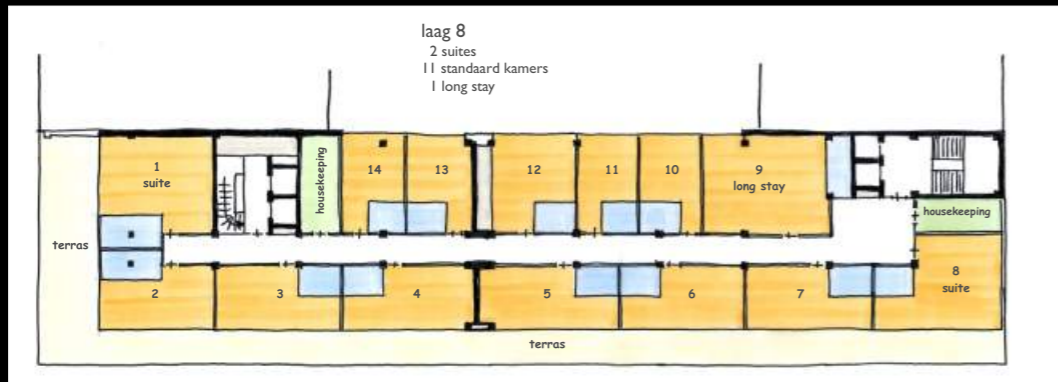 laag 8
2 suites
11 standaard kamers
1 long stay
1
suite
housekeeping
14
13
12
11
10
9
long stay
housekeeping
terras
2
3
4
5
6
7
8
suite
terras